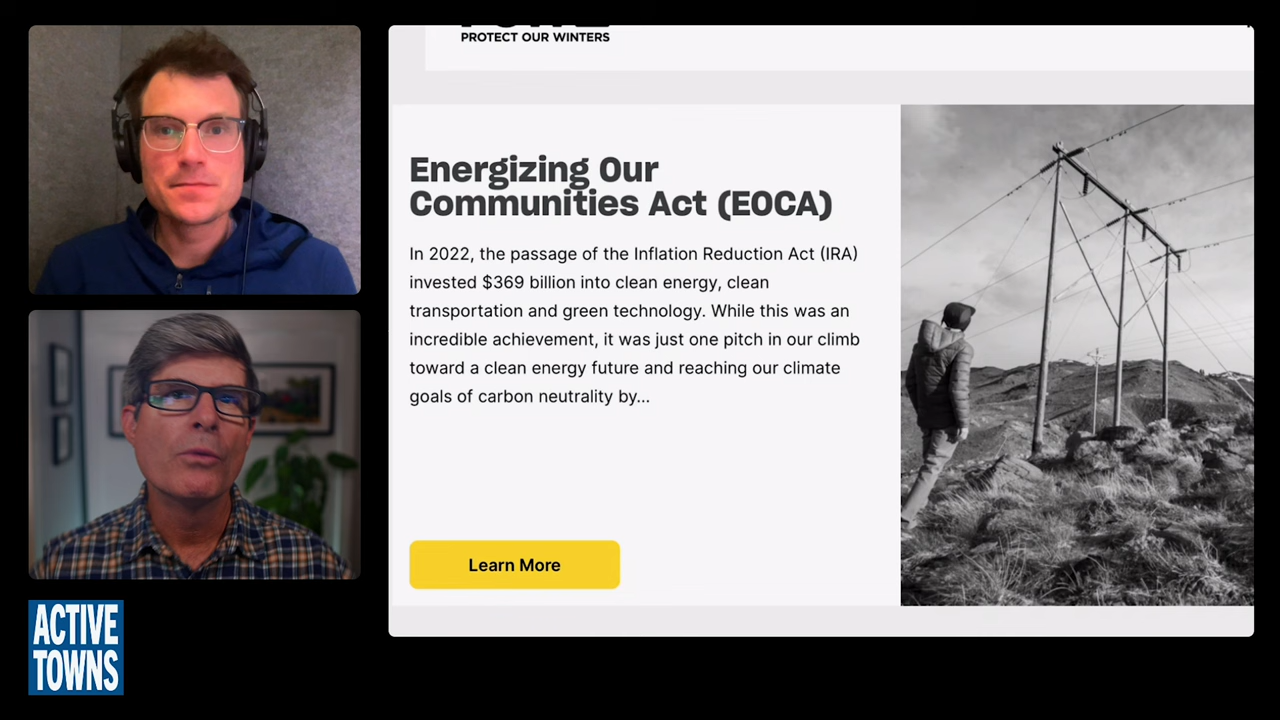 PROTECT OUR WINTERS
Energizing Our
Communities Act (EOCA)
In 2022, the passage of the Inflation Reduction Act (IRA)
invested $369 billion into clean energy, clean
transportation and green technology. While this was an
incredible achievement, it was just one pitch in our climb
toward a clean energy future and reaching our climate
goals of carbon neutrality by...
Learn More
ACTIVE
TOWNS